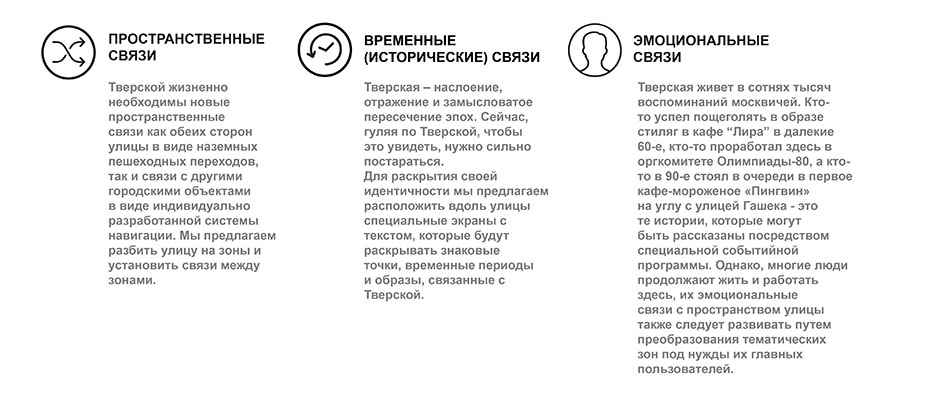 ПРОСТРАНСТВЕННЫЕ
СВЯЗИ
Тверской жизненно
необходимы новые
пространственные
связи как обеих сторон
улицы в виде наземных
пешеходных переходов,
так и связи с другими
городскими объектами
в виде индивидуально
разработанной системы
навигации. Мы предлагаем
разбить улицу на зоны и
установить связи между
зонами.
ВРЕМЕННЫЕ
(ИСТОРИЧЕСКИЕ) СВЯЗИ
Тверская – наслоение,
отражение и замысловатое
пересечение эпох. Сейчас,
гуляя по Тверской, чтобы
это увидеть, нужно сильно
постараться.
Для раскрытия своей
идентичности мы предлагаем
расположить вдоль улицы
специальные экраны с
текстом, которые будут
раскрывать знаковые
точки, временные периоды
и образы, связанные с
Тверской.
ЭМОЦИОНАЛЬНЫЕ
СВЯЗИ
Тверская живет в сотнях тысяч
воспоминаний москвичей. Кто-
то успел пощеголять в образе
стиляг в кафе “Лира” в далекие
60-е, кто-то проработал здесь в
оргкомитете Олимпиады-80, а кто-
то в 90-е стоял в очереди в первое
кафе-мороженое «Пингвин»
на углу с улицей Гашека - это
те истории, которые могут
быть рассказаны посредством
специальной событийной
программы. Однако, многие люди
продолжают жить и работать
здесь, их эмоциональные
связи с пространством улицы
также следует развивать путем
преобразования тематических
зон под нужды их главных
пользователей.